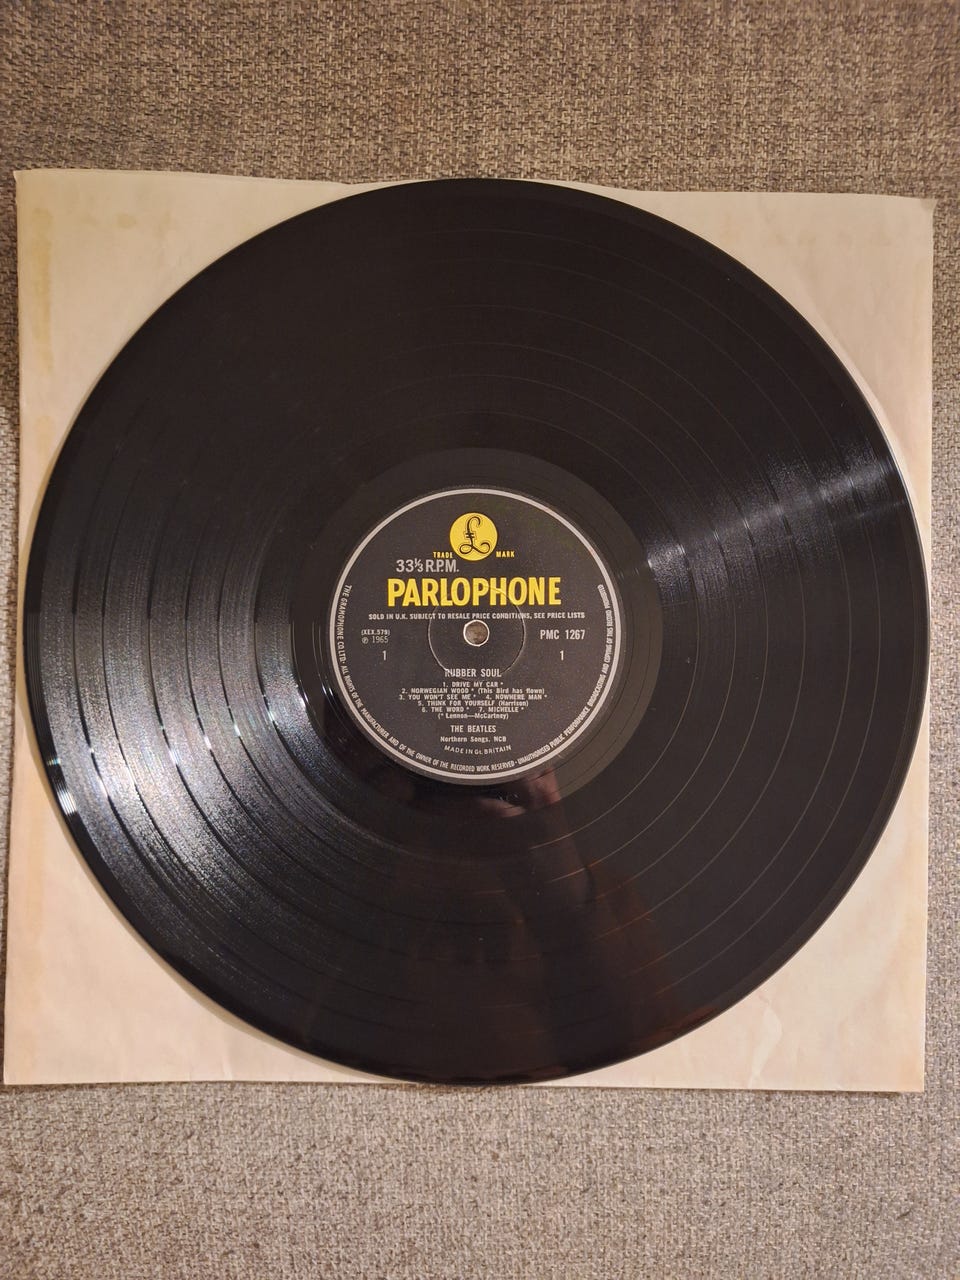 £
TRADE MARK
33⅓ R.P.M.
PARLOPHONE
SOLD IN U.K. SUBJECT TO RESALE PRICE CONDITIONS, SEE PRICE LISTS
(XEX.579)
℗ 1965
PMC 1267
1 1
RUBBER SOUL
1. DRIVE MY CAR *
2. NORWEGIAN WOOD * (This Bird has flown)
3. YOU WON'T SEE ME * 4. NOWHERE MAN *
5. THINK FOR YOURSELF (Harrison)
6. THE WORD * 7. MICHELLE *
(* Lennon—McCartney)
THE BEATLES
Northern Songs, NCB
MADE IN Gt. BRITAIN
THE GRAMOPHONE CO. LTD · ALL RIGHTS OF THE MANUFACTURER AND OF THE OWNER OF THE RECORDED WORK RESERVED · UNAUTHORISED PUBLIC PERFORMANCE BROADCASTING AND COPYING OF THIS RECORD PROHIBITED